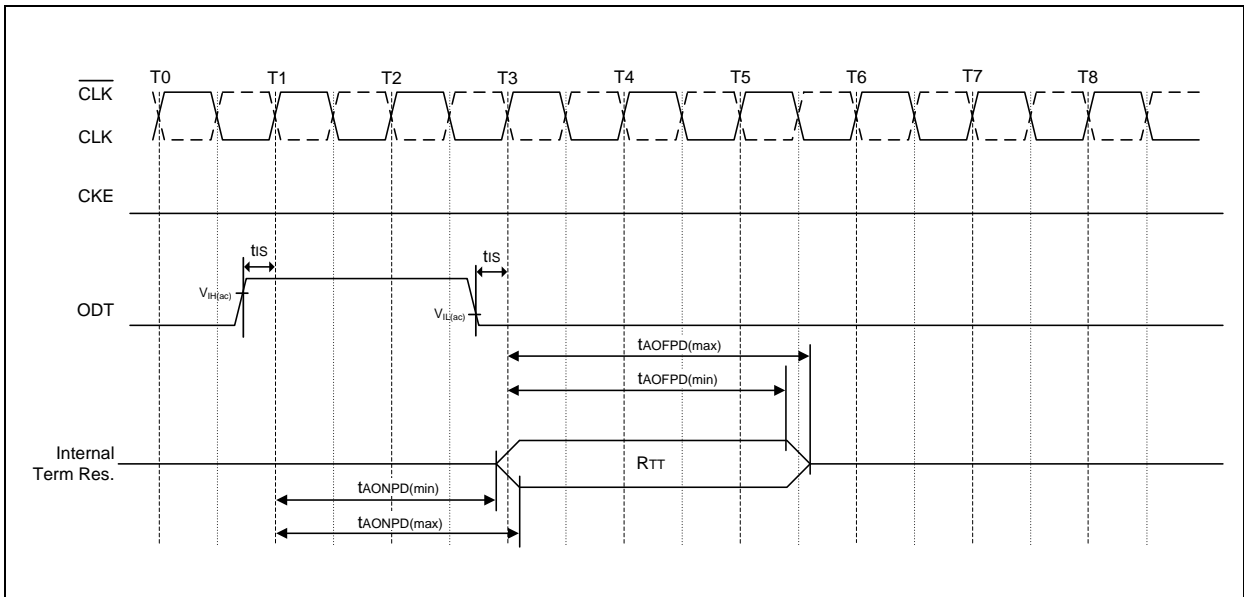 T0 T1 T2 T3 T4 T5 T6 T7 T8
CLK
CLK
CKE
tIS tIS
VIH(ac)
ODT
VIL(ac)
tAOFPD(max)
tAOFPD(min)
Internal
Term Res.
RTT
tAONPD(min)
tAONPD(max)